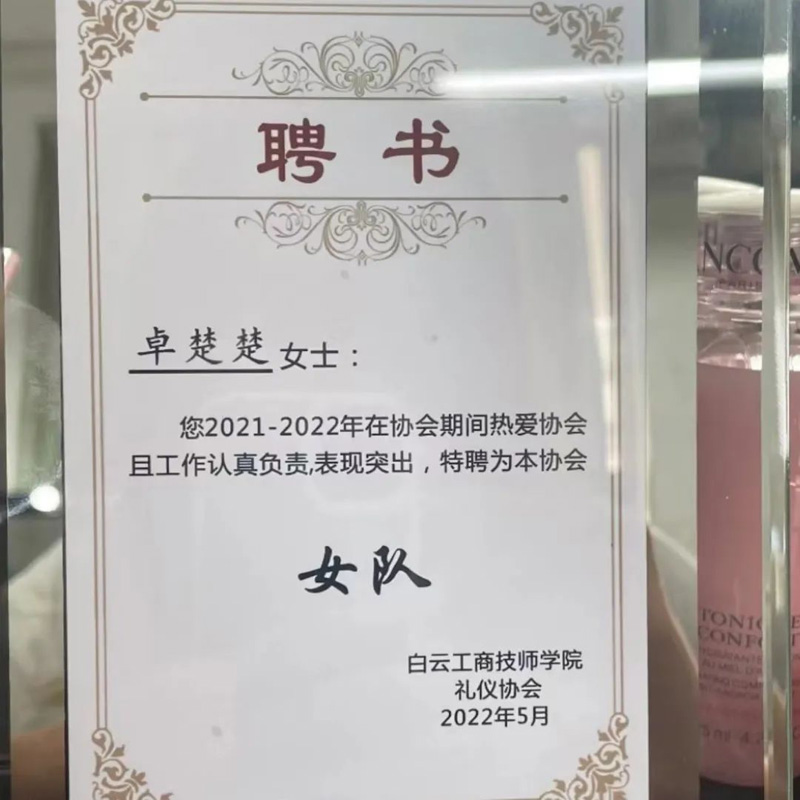 聘书
卓楚楚女士：
您2021-2022年在协会期间热爱协会
且工作认真负责,表现突出，特聘为本协会
女队
白云工商技师学院
礼仪协会
2022年5月
TONI
CONFO